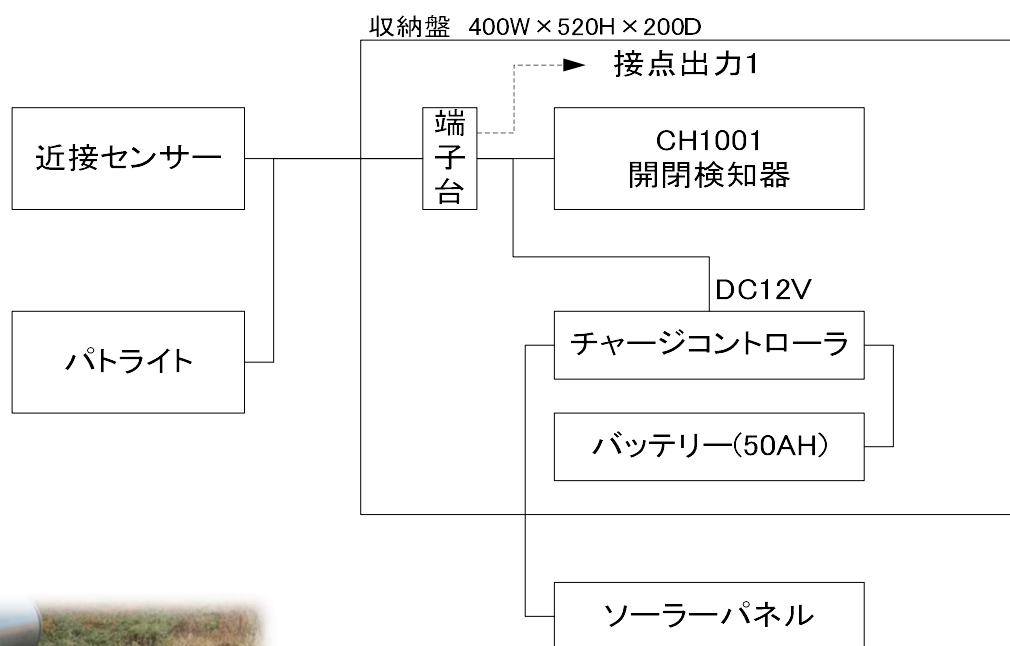 収納盤 400W×520H×200D
接点出力1
近接センサー
端子台
CH1001
開閉検知器
パトライト
DC12V
チャージコントローラ
バッテリー(50AH)
ソーラーパネル